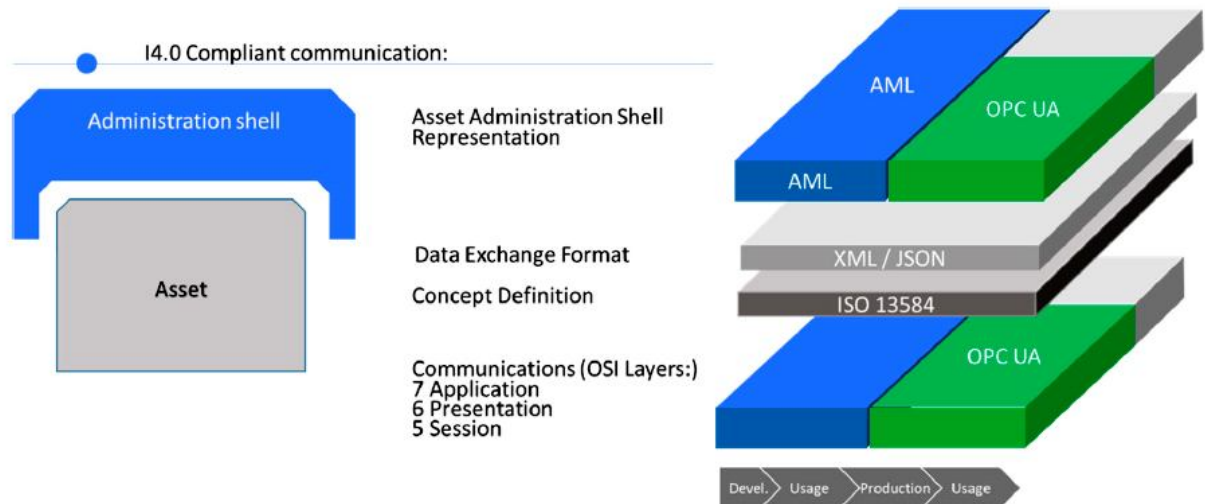 I4.0 Compliant communication:
Administration shell
Asset
Asset Administration Shell
Representation
Data Exchange Format
Concept Definition
Communications (OSI Layers:)
7 Application
6 Presentation
5 Session
AML
OPC UA
AML
XML / JSON
ISO 13584
OPC UA
Devel. Usage Production Usage